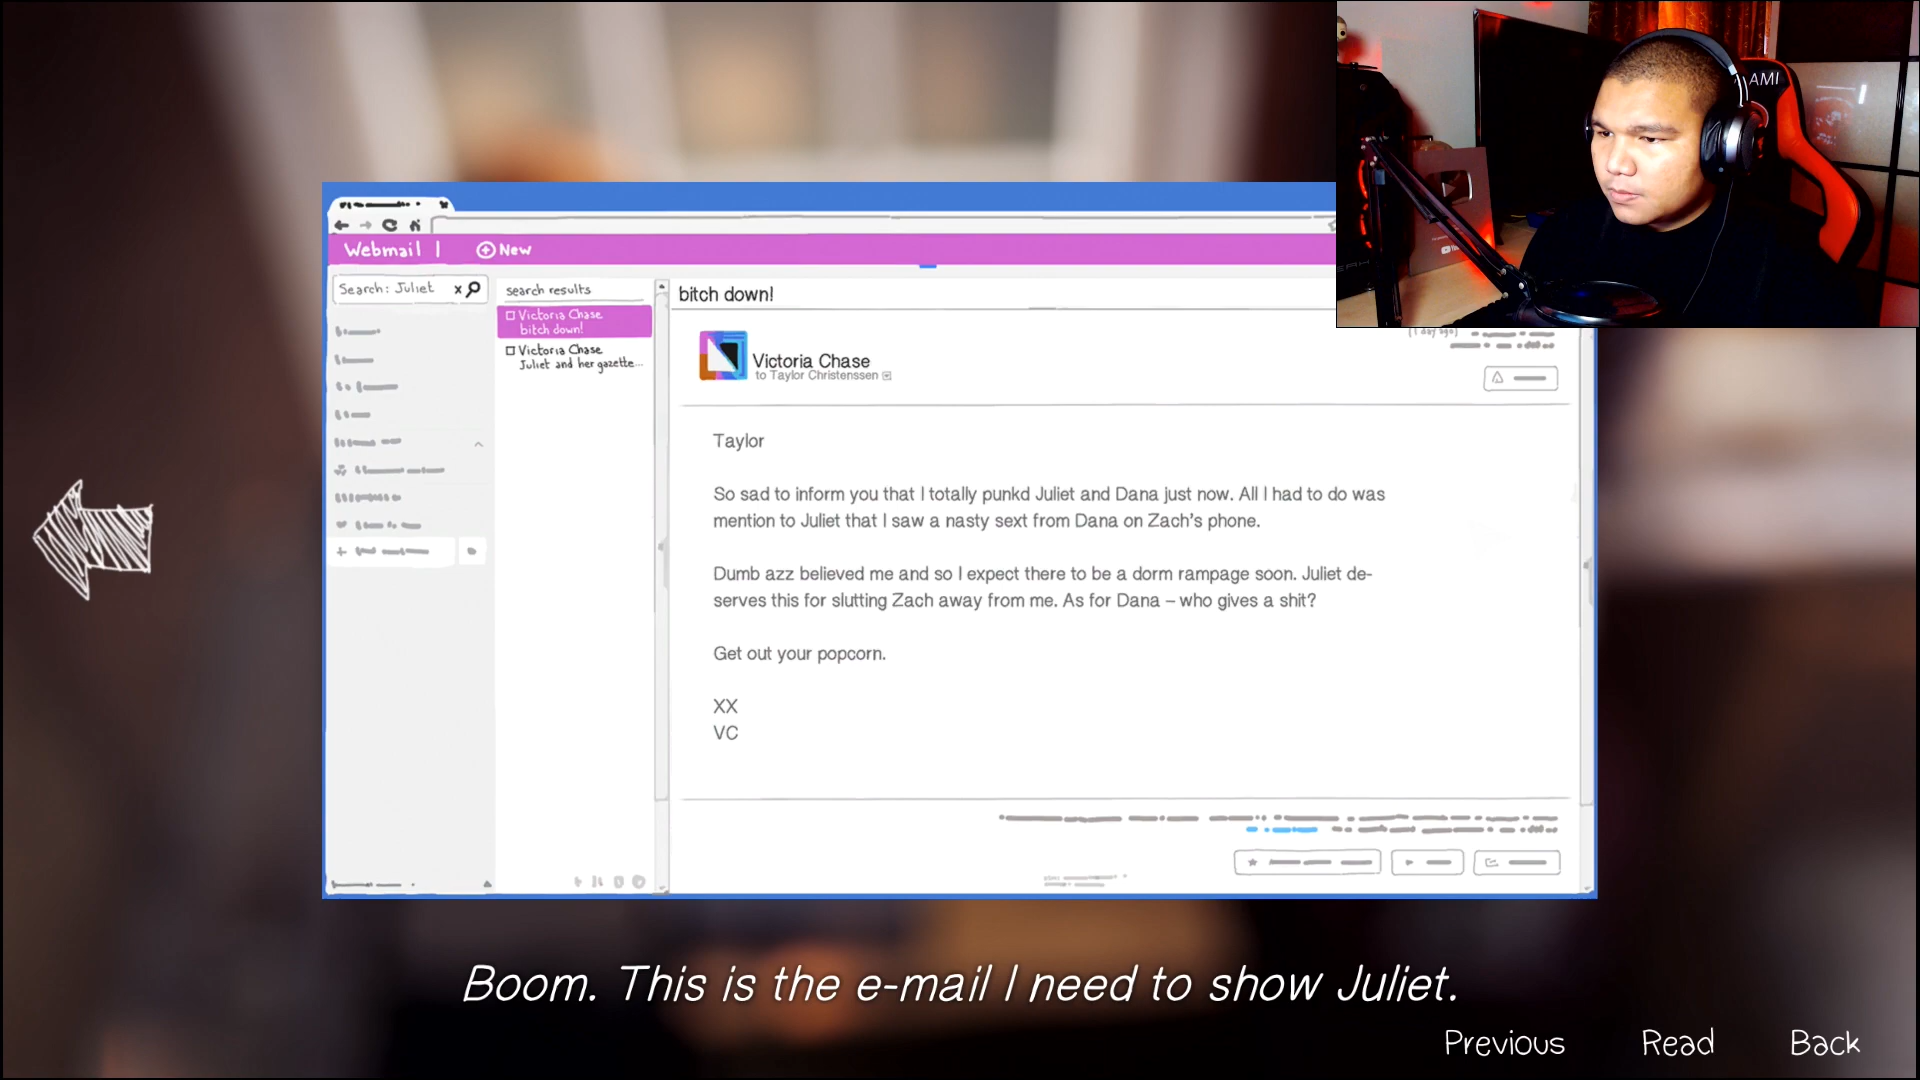 AMI
Webmail |
New
Search: Juliet x
search results
Victoria Chase
bitch down!
Victoria Chase
Juliet and her gazette...
bitch down!
(1 day ago)
Victoria Chase
to Taylor Christenssen
Taylor
So sad to inform you that I totally punkd Juliet and Dana just now. All I had to do was
mention to Juliet that I saw a nasty sext from Dana on Zach's phone.
Dumb azz believed me and so I expect there to be a dorm rampage soon. Juliet de-
serves this for slutting Zach away from me. As for Dana – who gives a shit?
Get out your popcorn.
XX
VC
Boom. This is the e-mail I need to show Juliet.
Previous
Read
Back